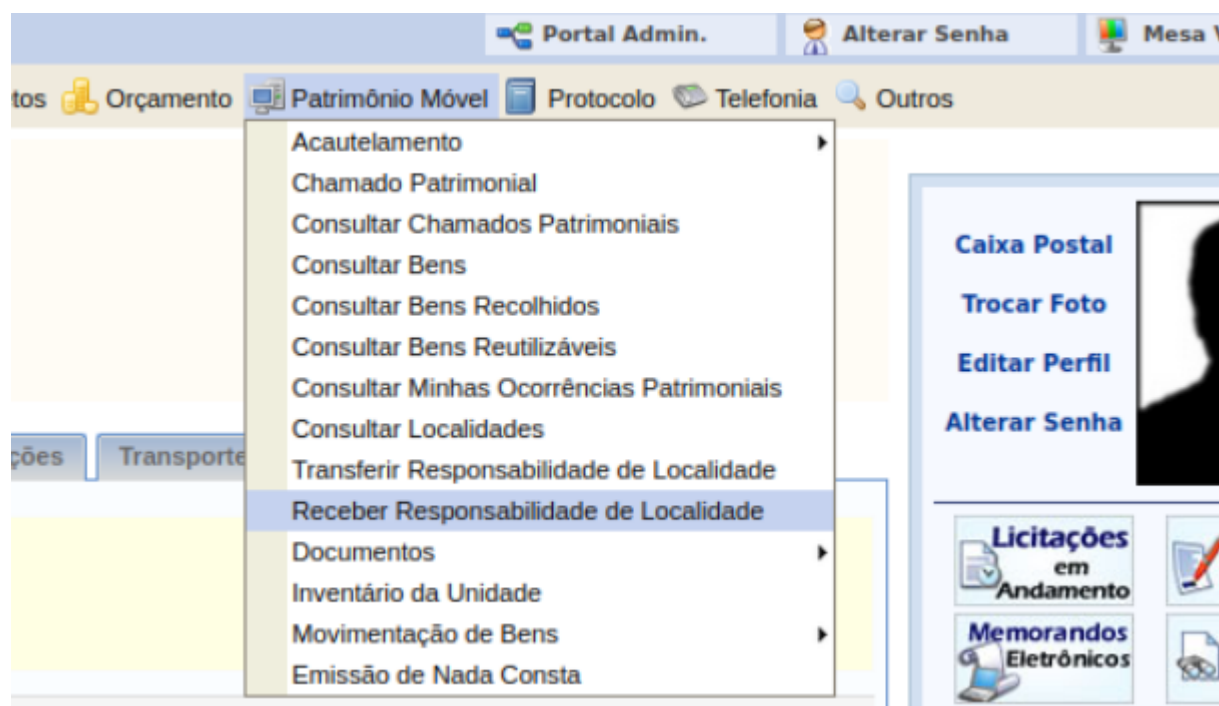 Portal Admin. Alterar Senha Mesa
tos Orçamento Patrimônio Móvel Protocolo Telefonia Outros
Acautelamento
Chamado Patrimonial
Consultar Chamados Patrimoniais
Consultar Bens
Consultar Bens Recolhidos
Consultar Bens Reutilizáveis
Consultar Minhas Ocorrências Patrimoniais
Consultar Localidades
Transferir Responsabilidade de Localidade
Receber Responsabilidade de Localidade
Documentos
Inventário da Unidade
Movimentação de Bens
Emissão de Nada Consta
ções Transporte
Caixa Postal
Trocar Foto
Editar Perfil
Alterar Senha
Licitações
em
Andamento
Memorandos
Eletrônicos